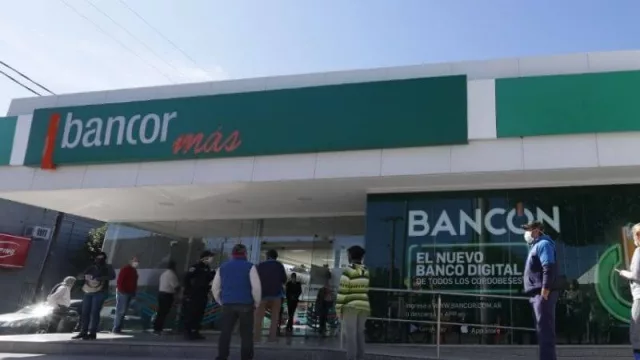 bancor más
BANCON
EL NUEVO
BANCO DIGITAL
DE TODOS LOS CORDOBESES